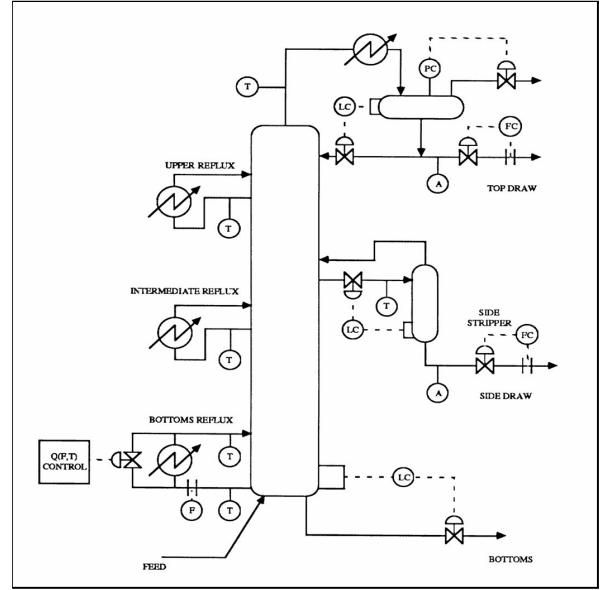 PC
T
LC
FC
UPPER REFLUX
A
TOP DRAW
T
INTERMEDIATE REFLUX
T
SIDE
STRIPPER
LC
FC
T
A
SIDE DRAW
BOTTOMS REFLUX
Q(F,T)
CONTROL
T
LC
F
T
BOTTOMS
FEED